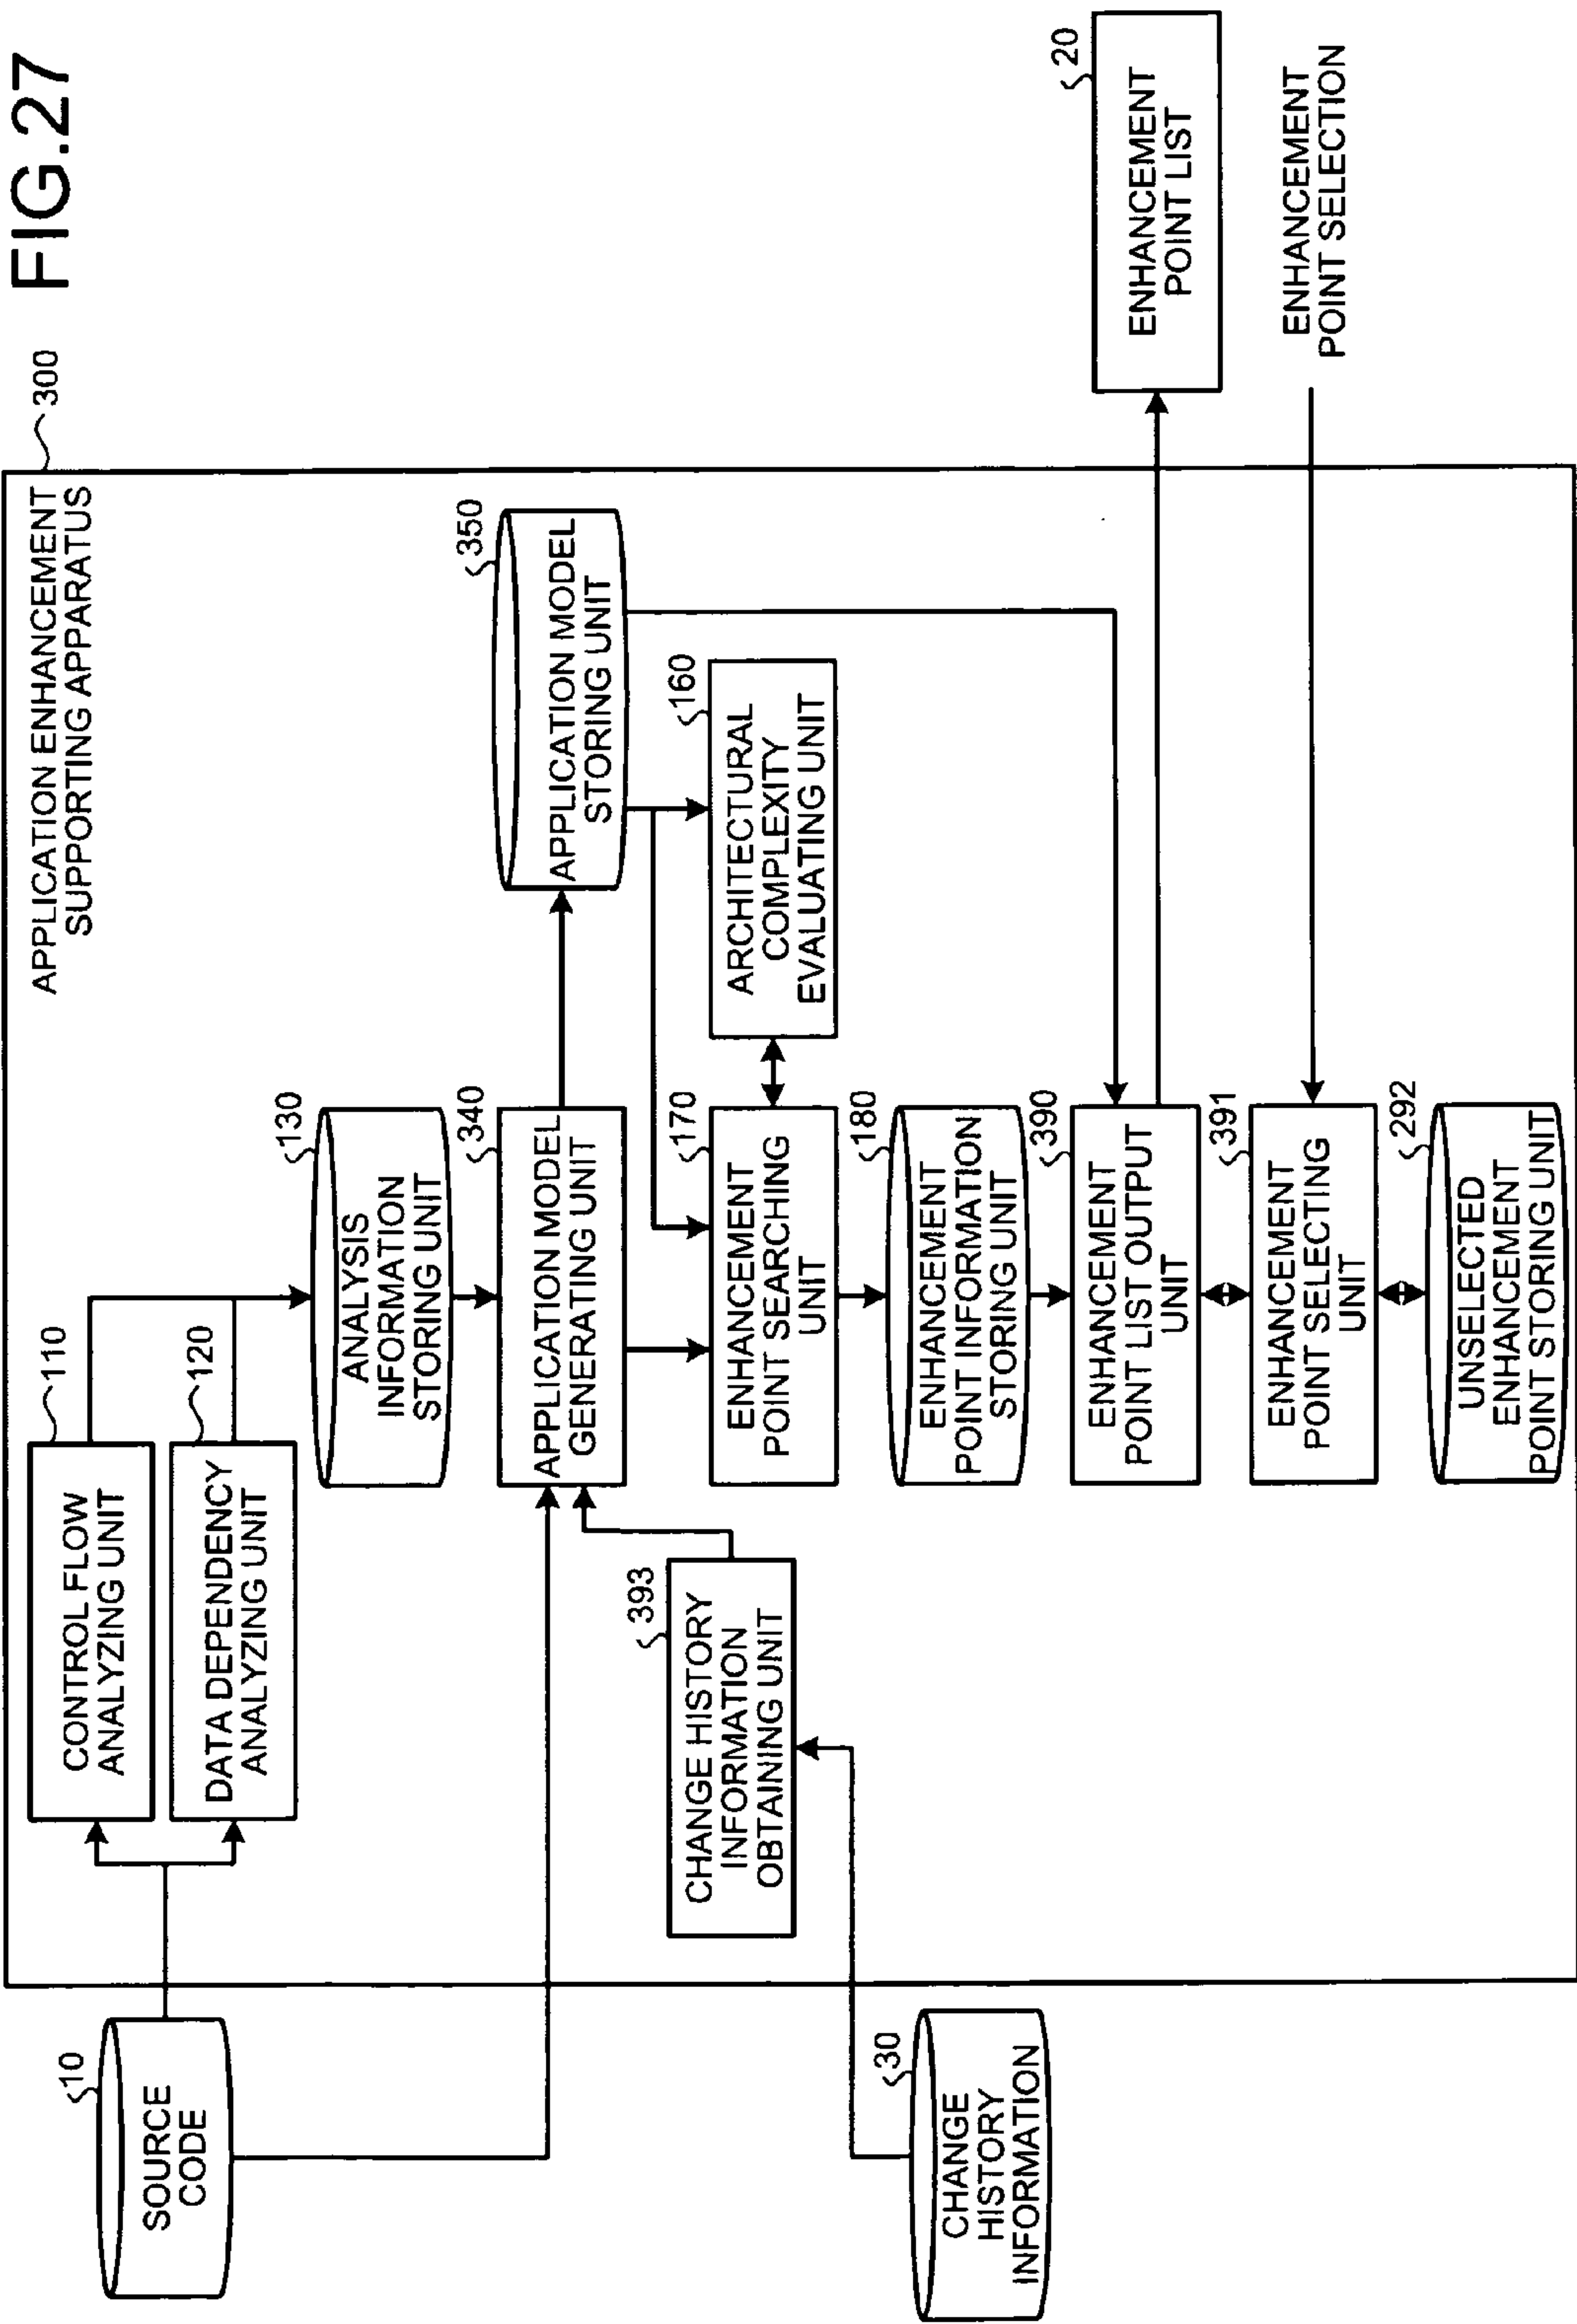 FIG.27
APPLICATION ENHANCEMENT
SUPPORTING APPARATUS
300
10
SOURCE
CODE
110
CONTROL FLOW
ANALYZING UNIT
120
DATA DEPENDENCY
ANALYZING UNIT
130
ANALYSIS
INFORMATION
STORING UNIT
340
APPLICATION MODEL
GENERATING UNIT
350
APPLICATION MODEL
STORING UNIT
393
CHANGE HISTORY
INFORMATION
OBTAINING UNIT
170
ENHANCEMENT
POINT SEARCHING
UNIT
160
ARCHITECTURAL
COMPLEXITY
EVALUATING UNIT
30
CHANGE
HISTORY
INFORMATION
180
ENHANCEMENT
POINT INFORMATION
STORING UNIT
390
ENHANCEMENT
POINT LIST OUTPUT
UNIT
20
ENHANCEMENT
POINT LIST
391
ENHANCEMENT
POINT SELECTING
UNIT
ENHANCEMENT
POINT SELECTION
292
UNSELECTED
ENHANCEMENT
POINT STORING UNIT